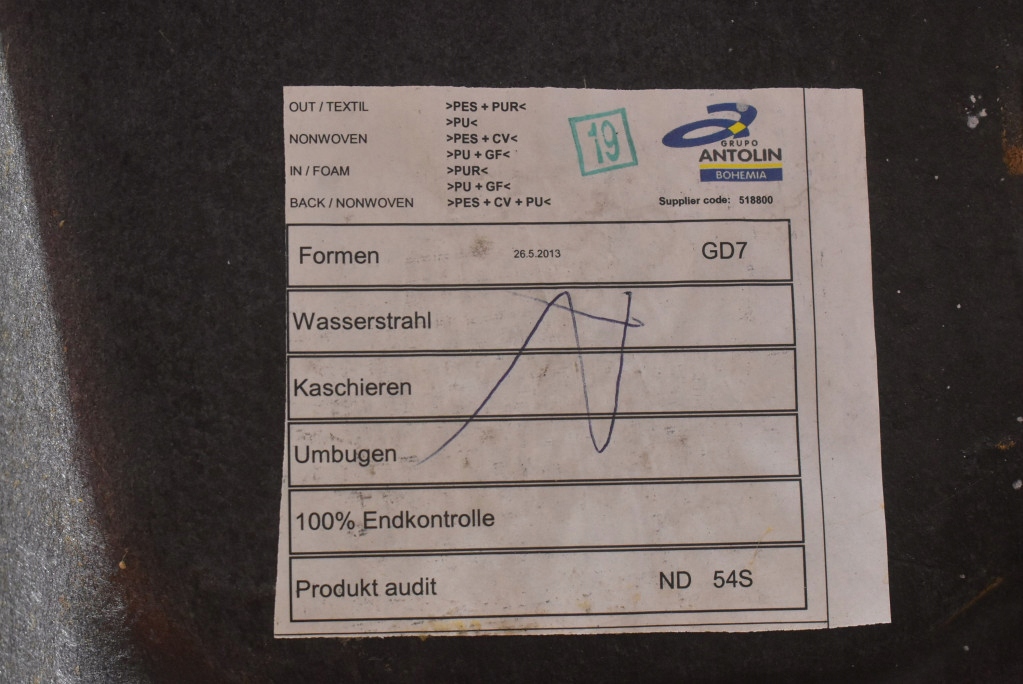 OUT / TEXTIL >PES + PUR<
>PU<
NONWOVEN >PES + CV<
>PU + GF<
IN / FOAM >PUR<
>PU + GF<
BACK / NONWOVEN >PES + CV + PU<
19
GRUPO
ANTOLIN
BOHEMIA
Supplier code: 518800
Formen 26.5.2013 GD7
Wasserstrahl
Kaschieren
Umbugen
100% Endkontrolle
Produkt audit ND 54S